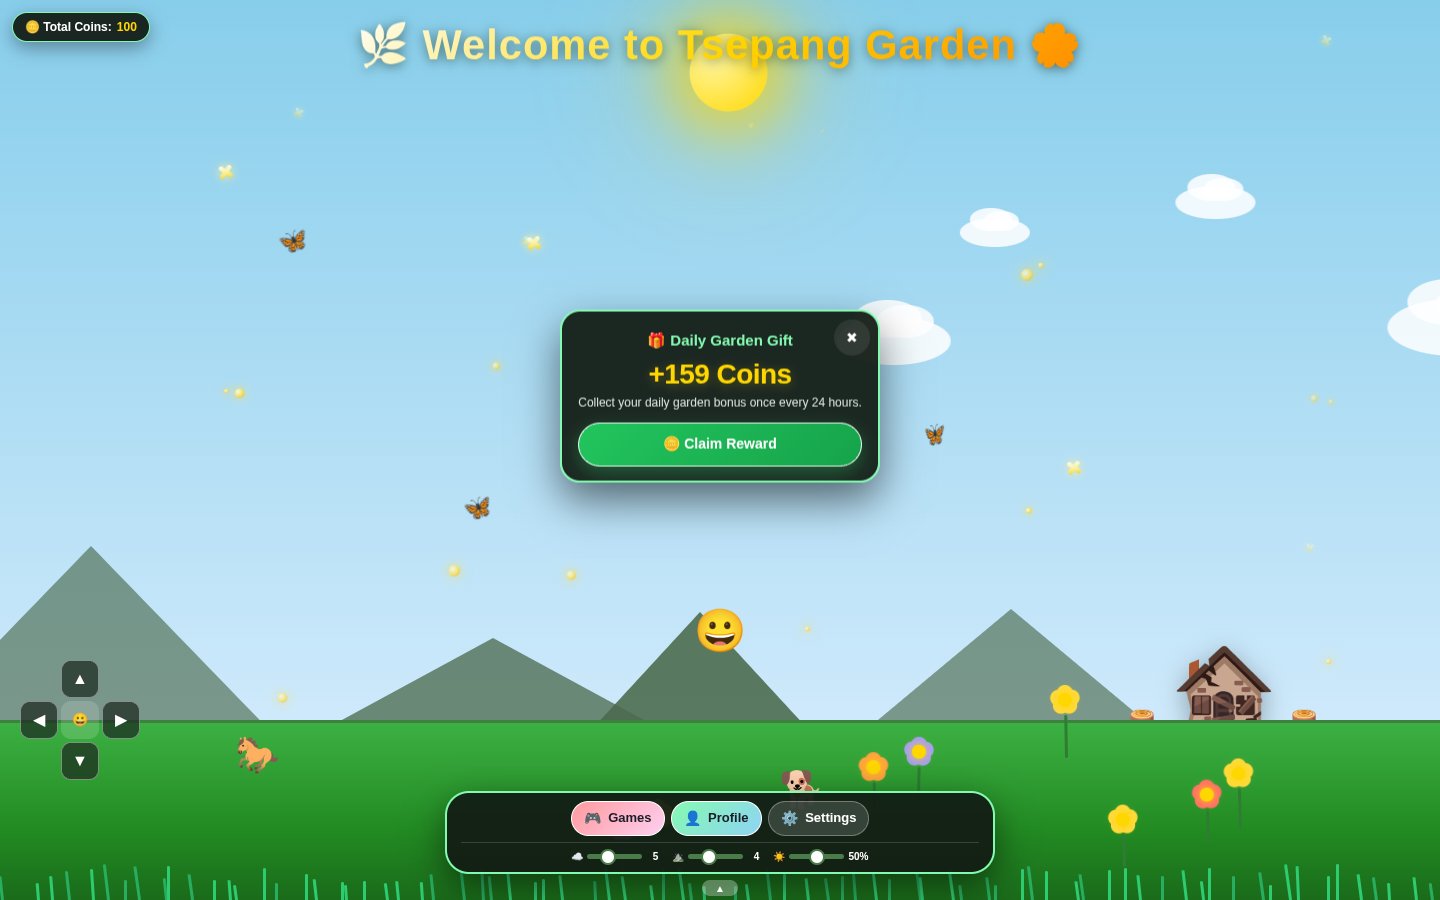 Total Coins: 100
Welcome to Tsepang Garden
Daily Garden Gift
+159 Coins
Collect your daily garden bonus once every 24 hours.
Claim Reward
Games
Profile
Settings
5
4
50%